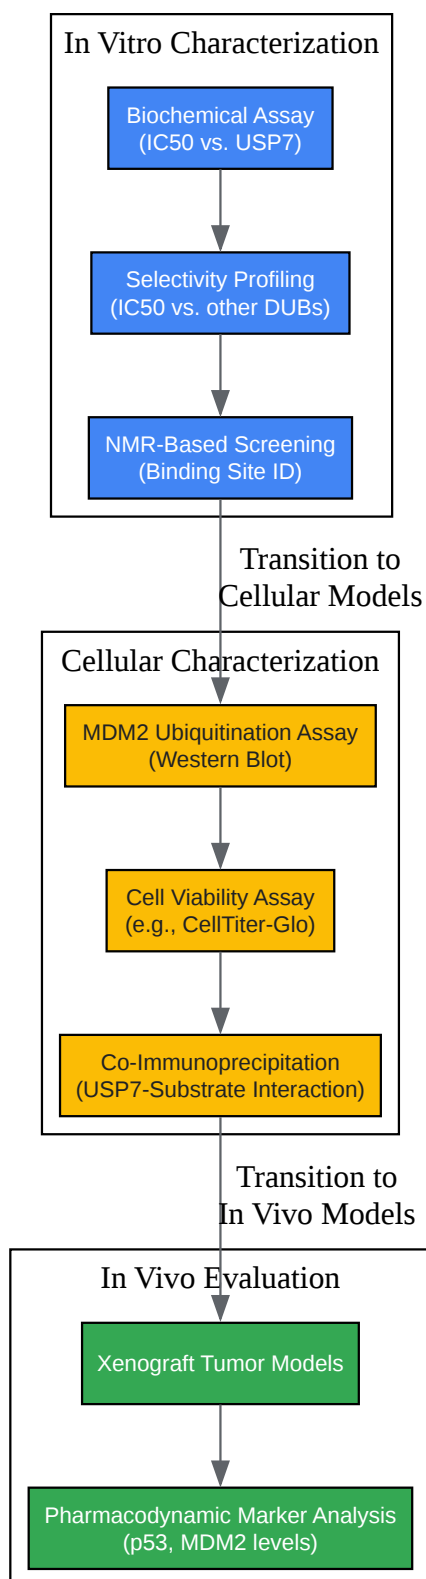 In Vitro Characterization
Biochemical Assay
(IC50 vs. USP7)
Selectivity Profiling
(IC50 vs. other DUBs)
NMR-Based Screening
(Binding Site ID)
Transition to
Cellular Models
Cellular Characterization
MDM2 Ubiquitination Assay
(Western Blot)
Cell Viability Assay
(e.g., CellTiter-Glo)
Co-Immunoprecipitation
(USP7-Substrate Interaction)
Transition to
In Vivo Models
In Vivo Evaluation
Xenograft Tumor Models
Pharmacodynamic Marker Analysis
(p53, MDM2 levels)